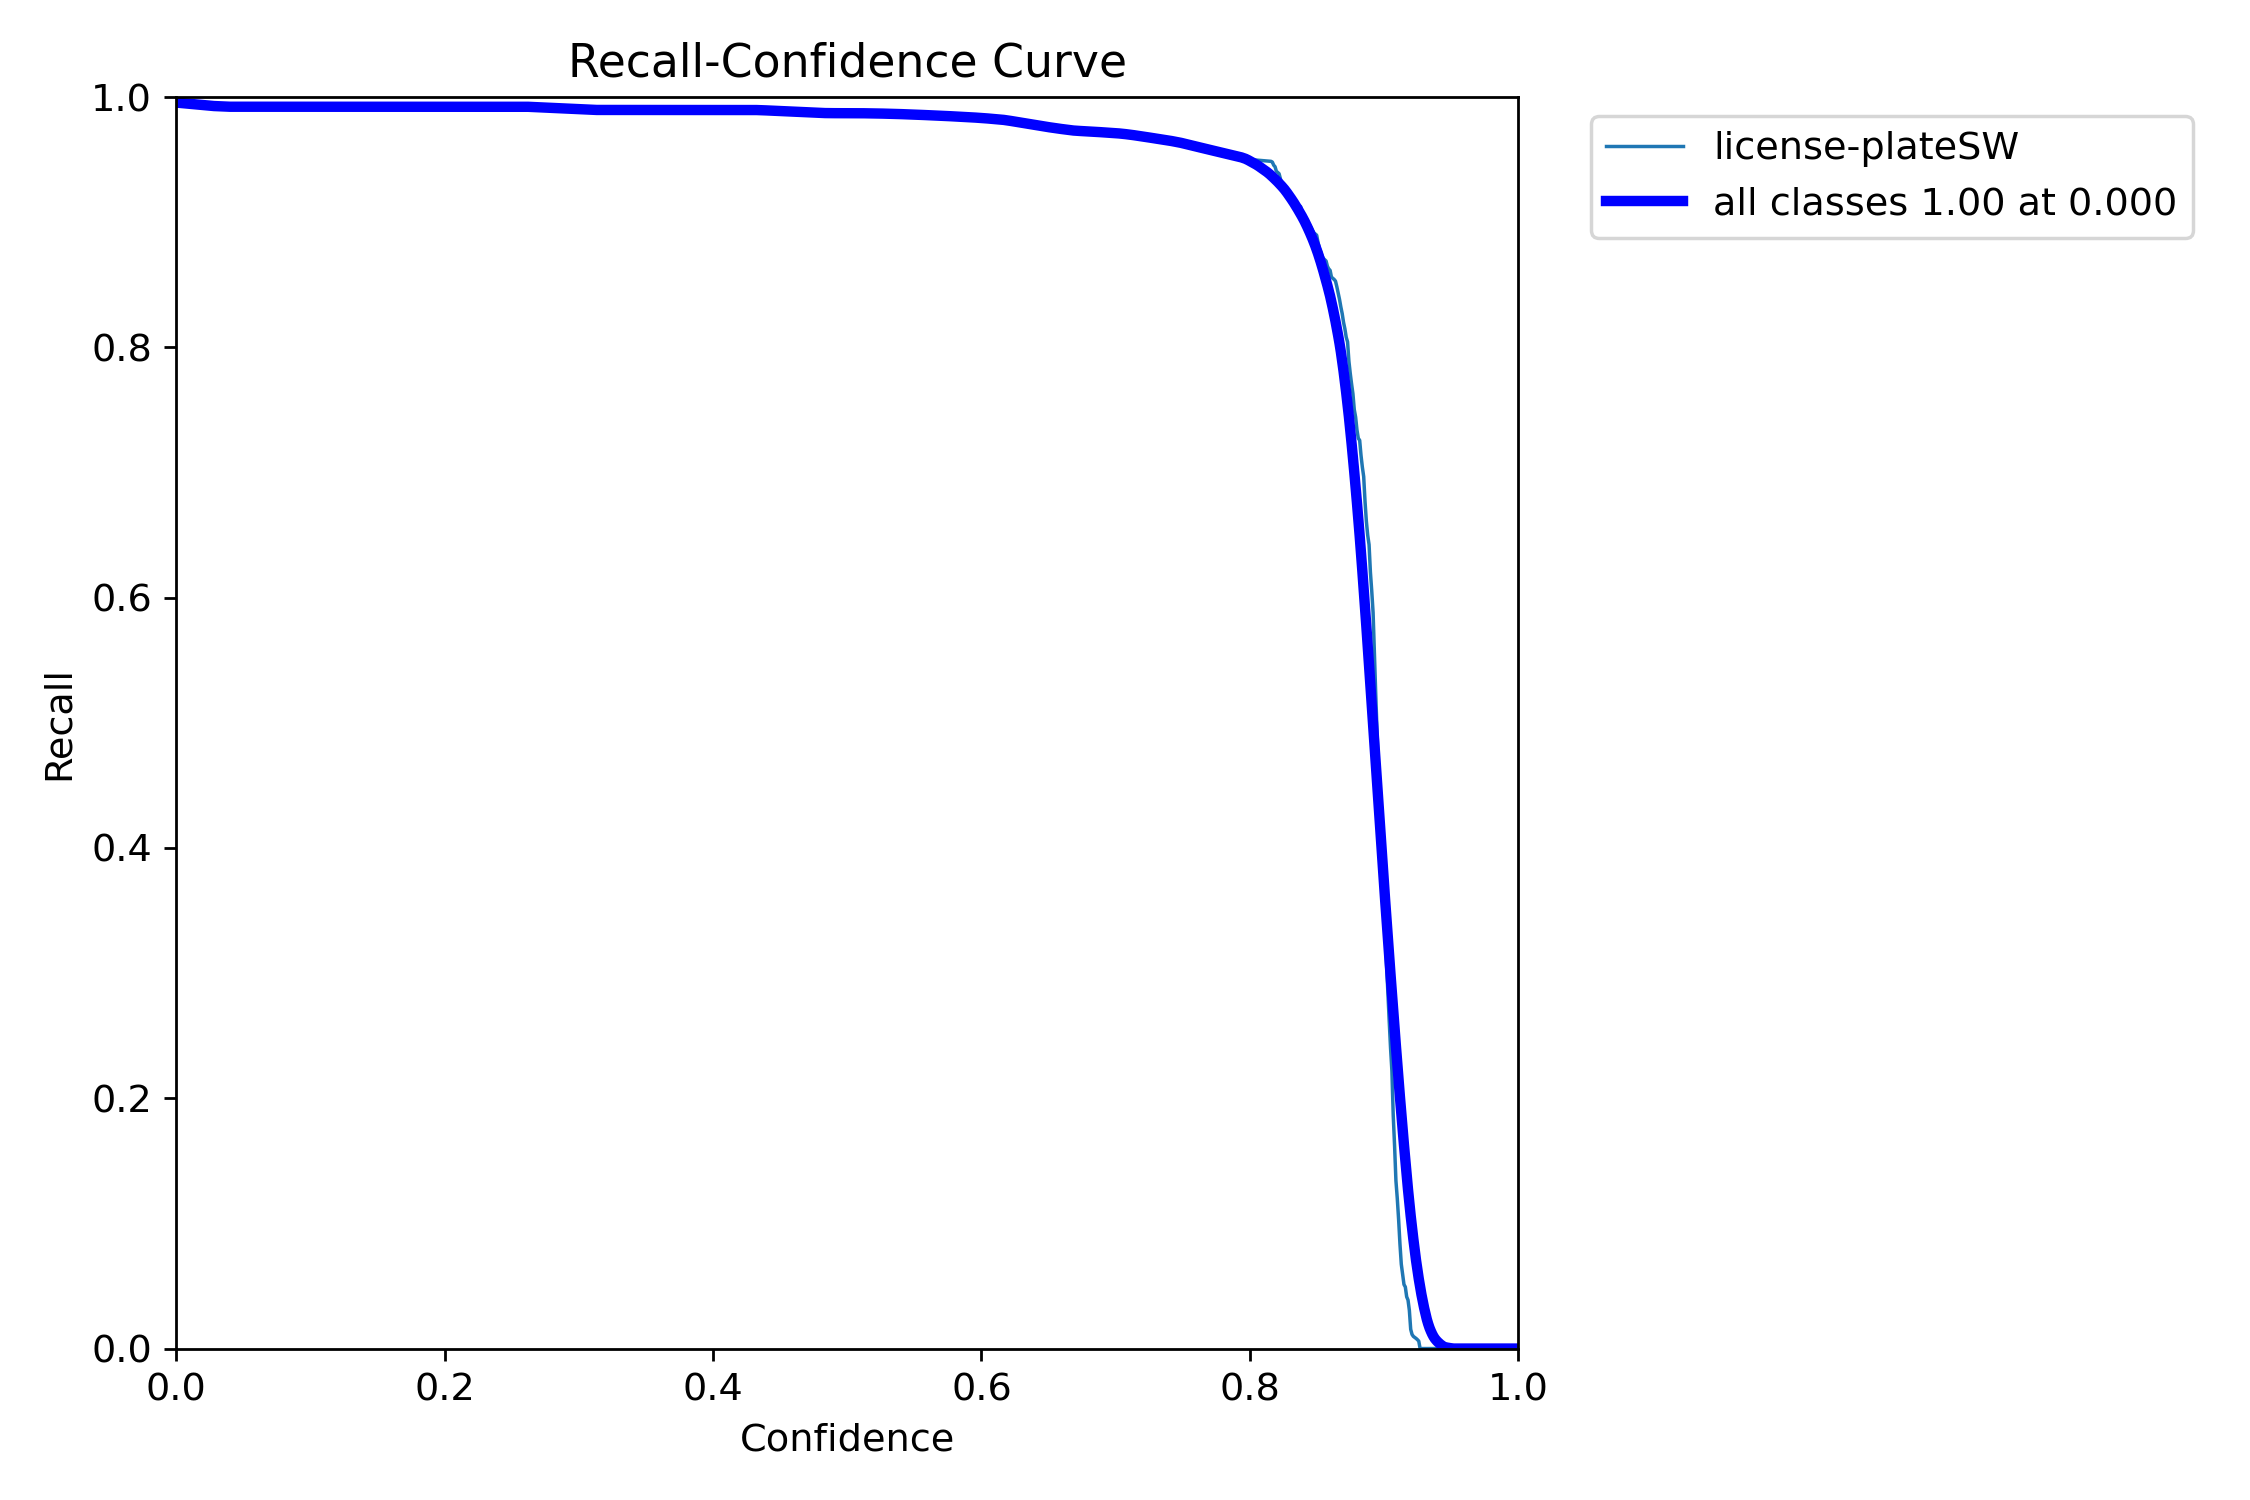 Recall-Confidence Curve
1.0
0.8
0.6
0.4
0.2
0.0
Recall
0.0 0.2 0.4 0.6 0.8 1.0
Confidence
license-plateSW
all classes 1.00 at 0.000